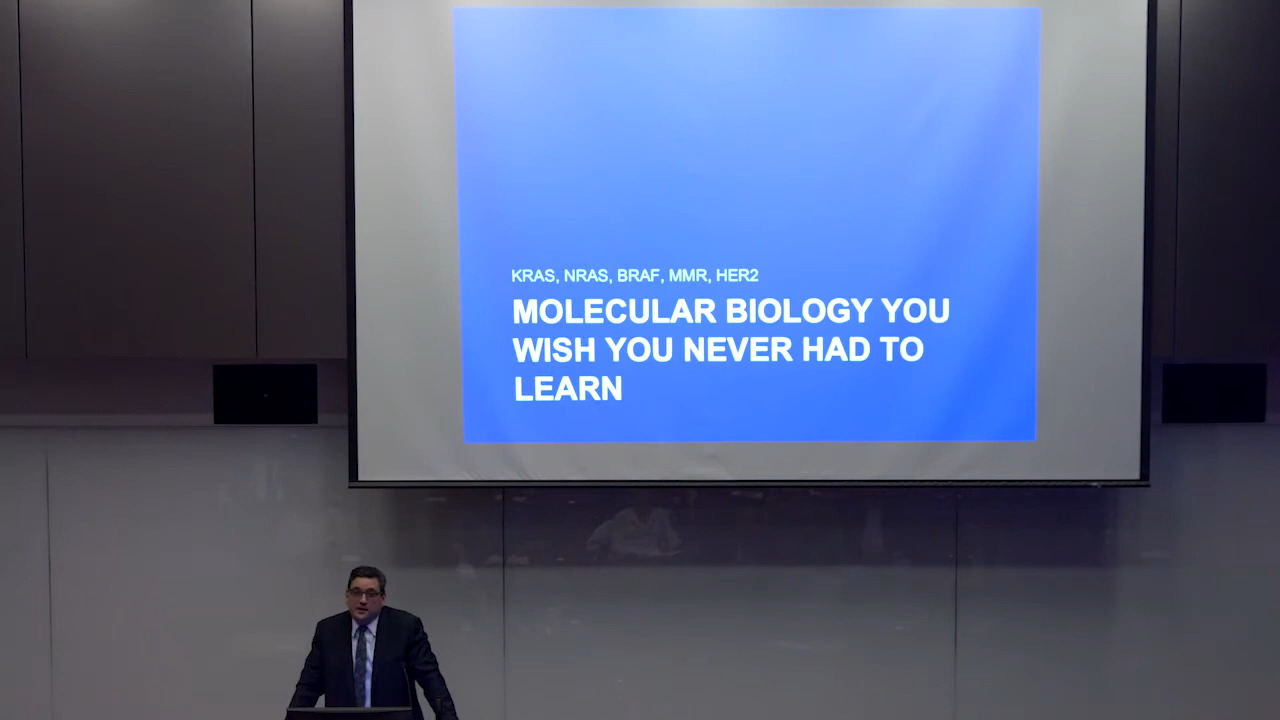 KRAS, NRAS, BRAF, MMR, HER2
MOLECULAR BIOLOGY YOU
WISH YOU NEVER HAD TO
LEARN